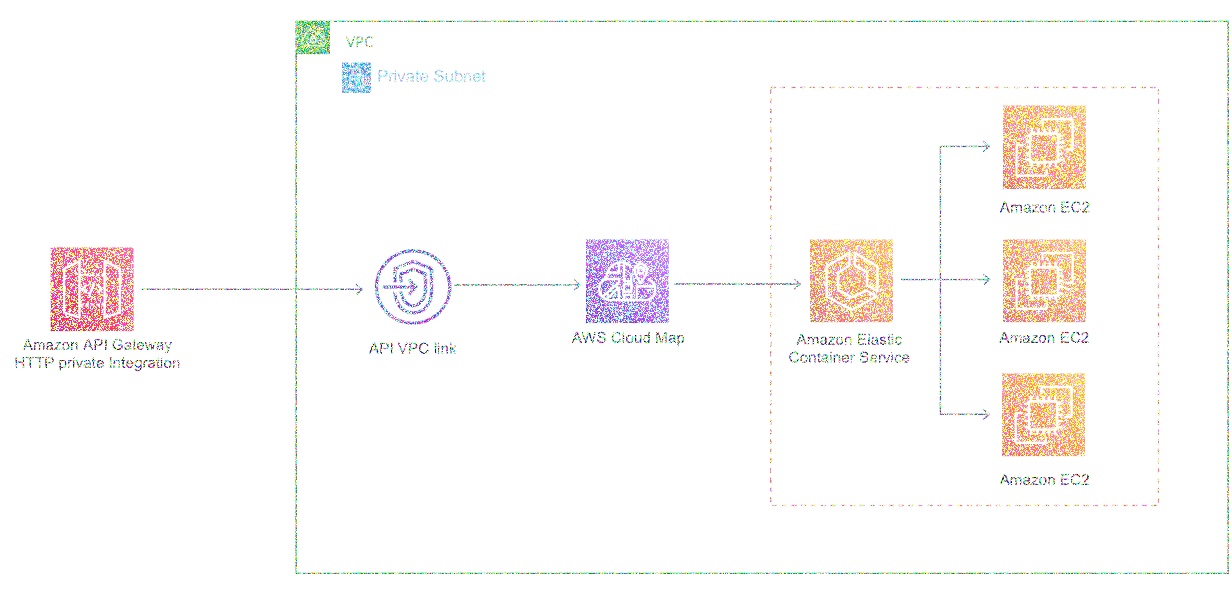 VPC
Private Subnet
Amazon EC2
Amazon API Gateway
HTTP private Integration
API VPC link
AWS Cloud Map
Amazon Elastic
Container Service
Amazon EC2
Amazon EC2